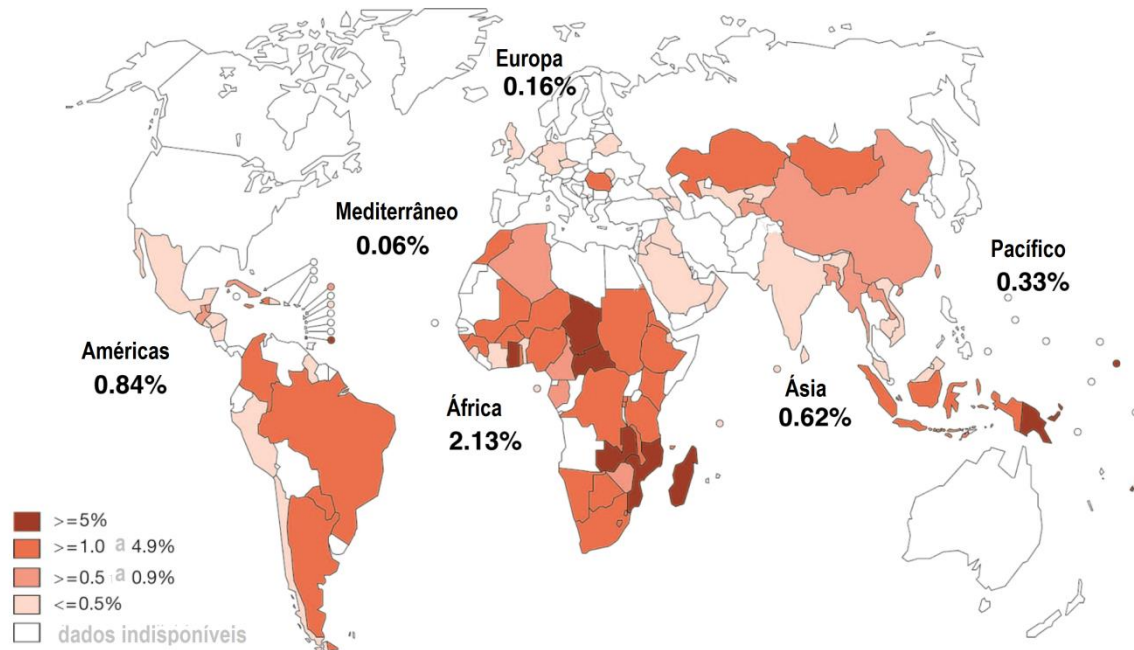 Europa
0.16%
Mediterrâneo
0.06%
Pacífico
0.33%
Américas
0.84%
África
2.13%
Ásia
0.62%
>=5%
>=1.0 a 4.9%
>=0.5 a 0.9%
<=0.5%
dados indisponíveis